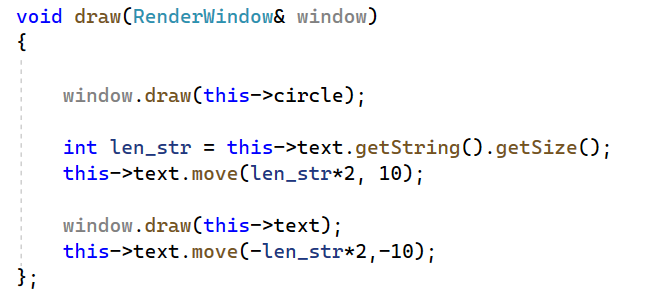 void draw(RenderWindow& window)
{
window.draw(this->circle);
int len_str = this->text.getString().getSize();
this->text.move(len_str*2, 10);
window.draw(this->text);
this->text.move(-len_str*2,-10);
};